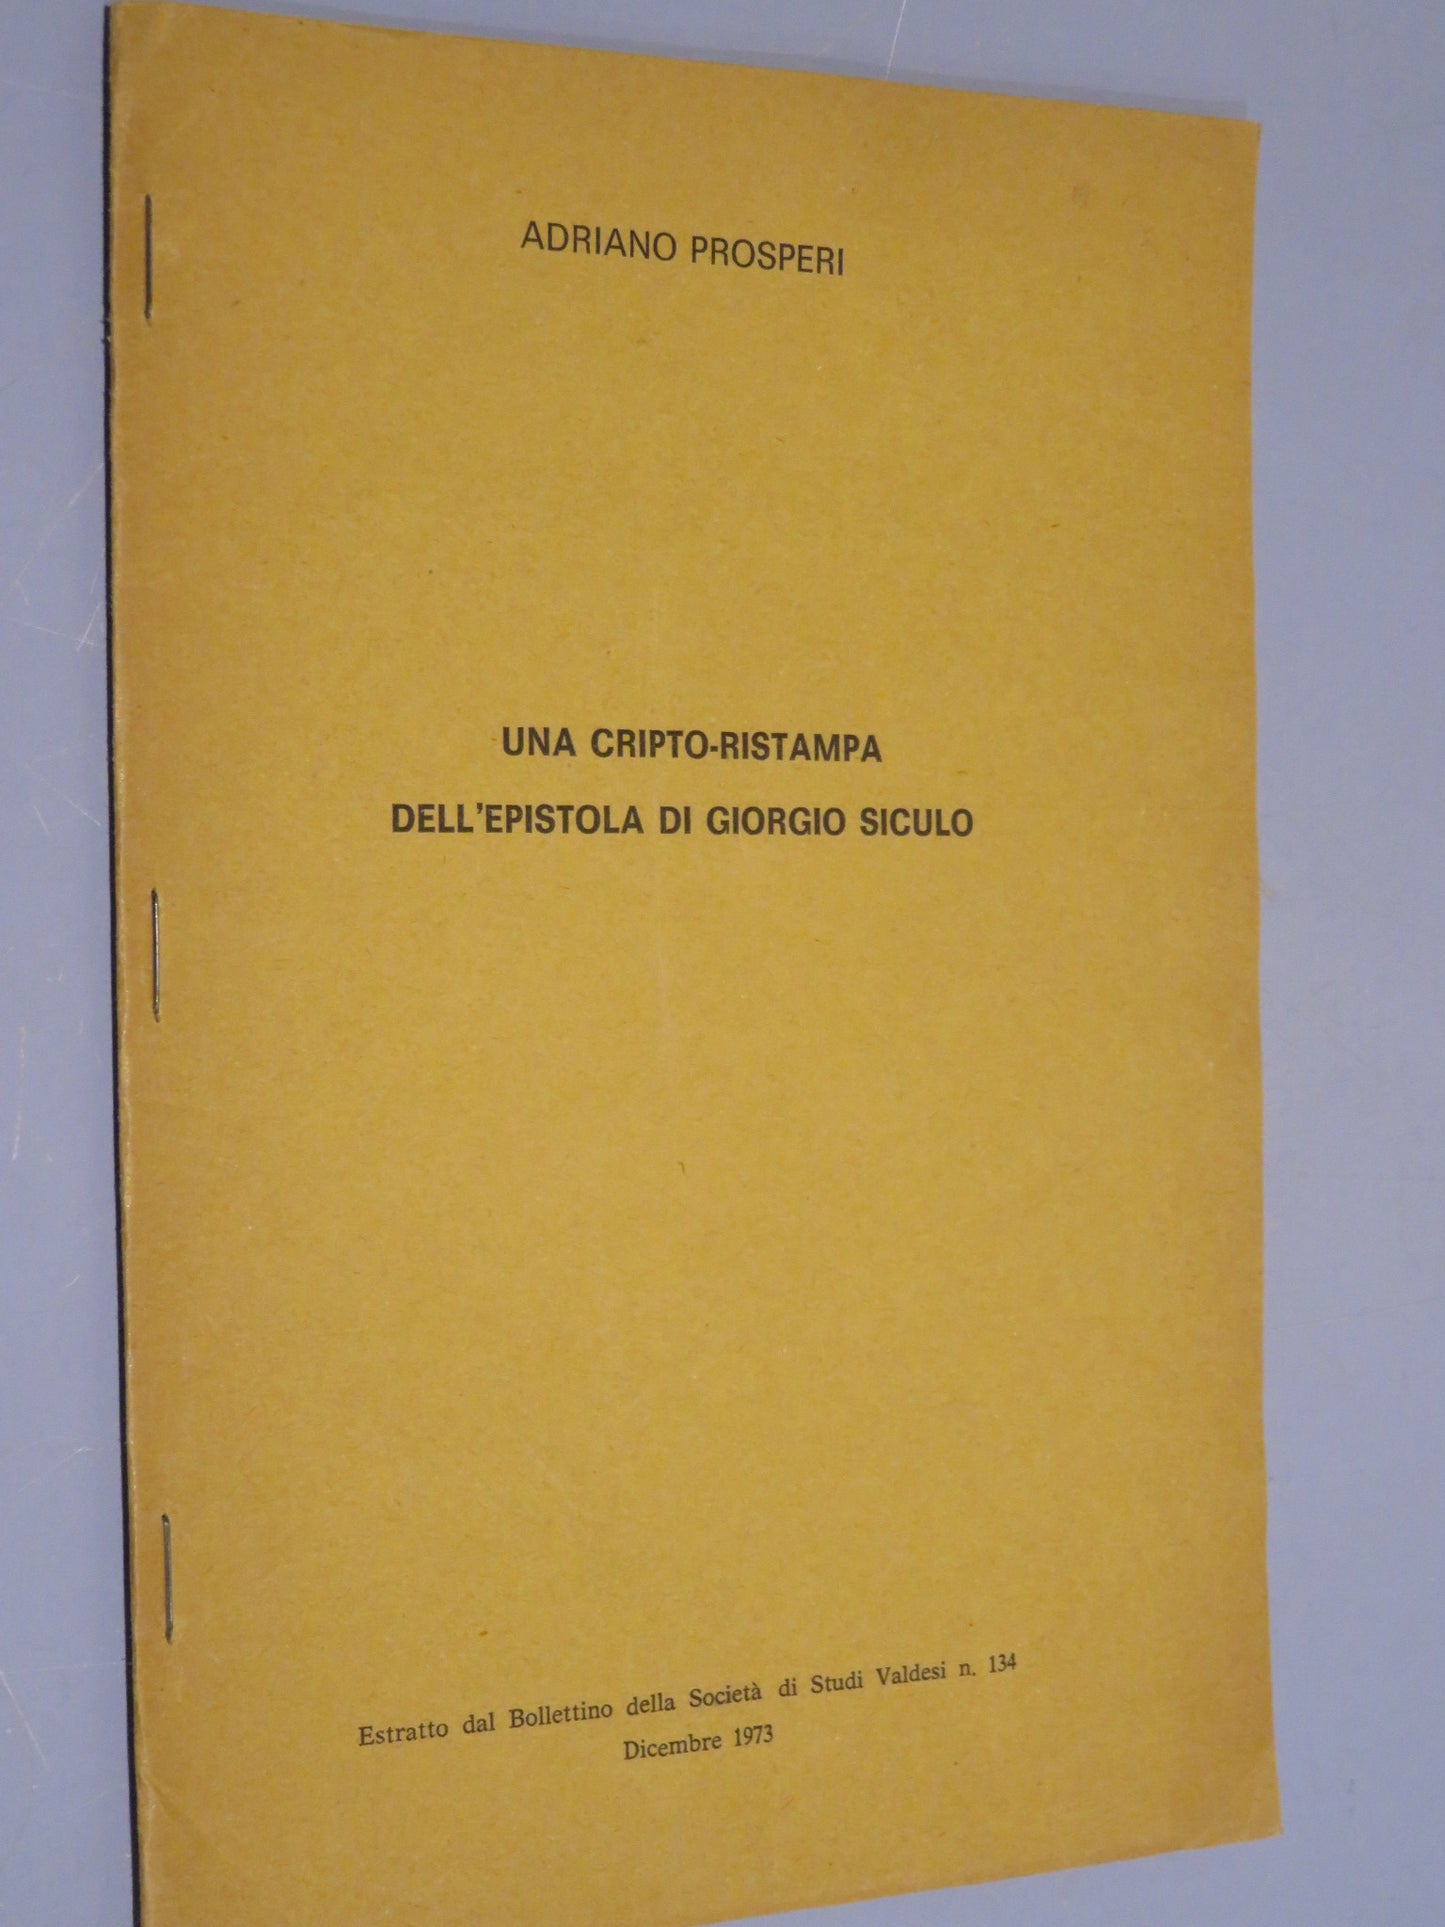 ADRIANO PROSPERI
UNA CRIPTO-RISTAMPA
DELL'EPISTOLA DI GIORGIO SICULO
Estratto dal Bollettino della Società di Studi Valdesi n. 134
Dicembre 1973